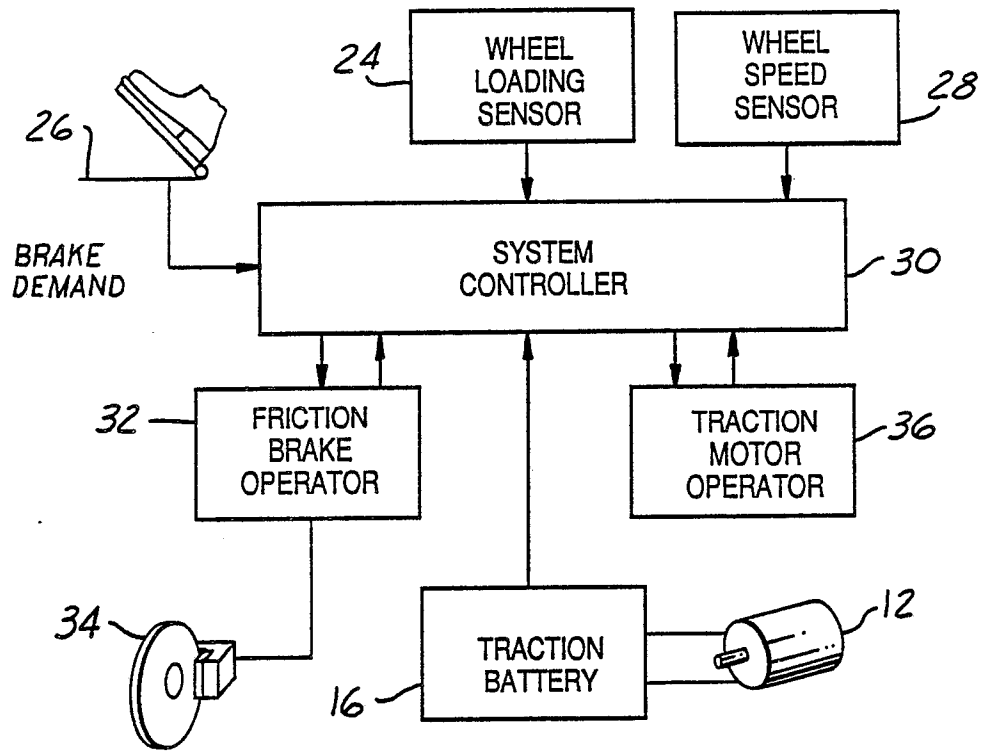 24
WHEEL
LOADING
SENSOR
WHEEL
SPEED
SENSOR
28
26
BRAKE
DEMAND
SYSTEM
CONTROLLER
30
32
FRICTION
BRAKE
OPERATOR
TRACTION
MOTOR
OPERATOR
36
34
16
TRACTION
BATTERY
12